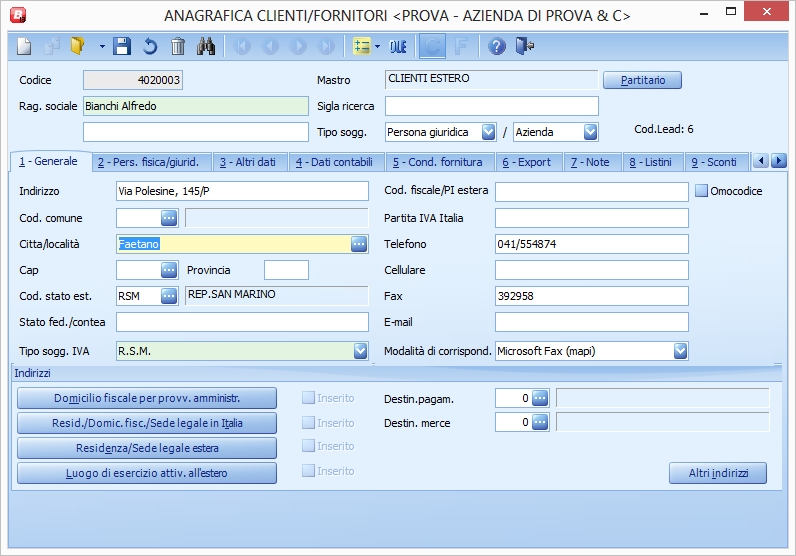 ANAGRAFICA CLIENTI/FORNITORI <PROVA - AZIENDA DI PROVA & C>
OLE C F ?
Codice 4020003 Mastro CLIENTI ESTERO Partitario
Rag. sociale Bianchi Alfredo Sigla ricerca
Tipo sogg. Persona giuridica / Azienda Cod.Lead: 6
1 - Generale 2 - Pers. fisica/giurid. 3 - Altri dati 4 - Dati contabili 5 - Cond. fornitura 6 - Export 7 - Note 8 - Listini 9 - Sconti
Indirizzo Via Polesine, 145/P Cod. fiscale/PI estera Omocodice
Cod. comune ... Partita IVA Italia
Citta/località Faetano ... Telefono 041/554874
Cap ... Provincia Cellulare
Cod. stato est. RSM ... REP.SAN MARINO Fax 392958
Stato fed./contea E-mail
Tipo sogg. IVA R.S.M. Modalità di corrispond. Microsoft Fax (mapi)
Indirizzi
Domicilio fiscale per provv. amministr. Inserito Destin.pagam. 0 ...
Resid./Domic. fisc./Sede legale in Italia Inserito Destin. merce 0 ...
Residenza/Sede legale estera Inserito
Luogo di esercizio attiv. all'estero Inserito Altri indirizzi